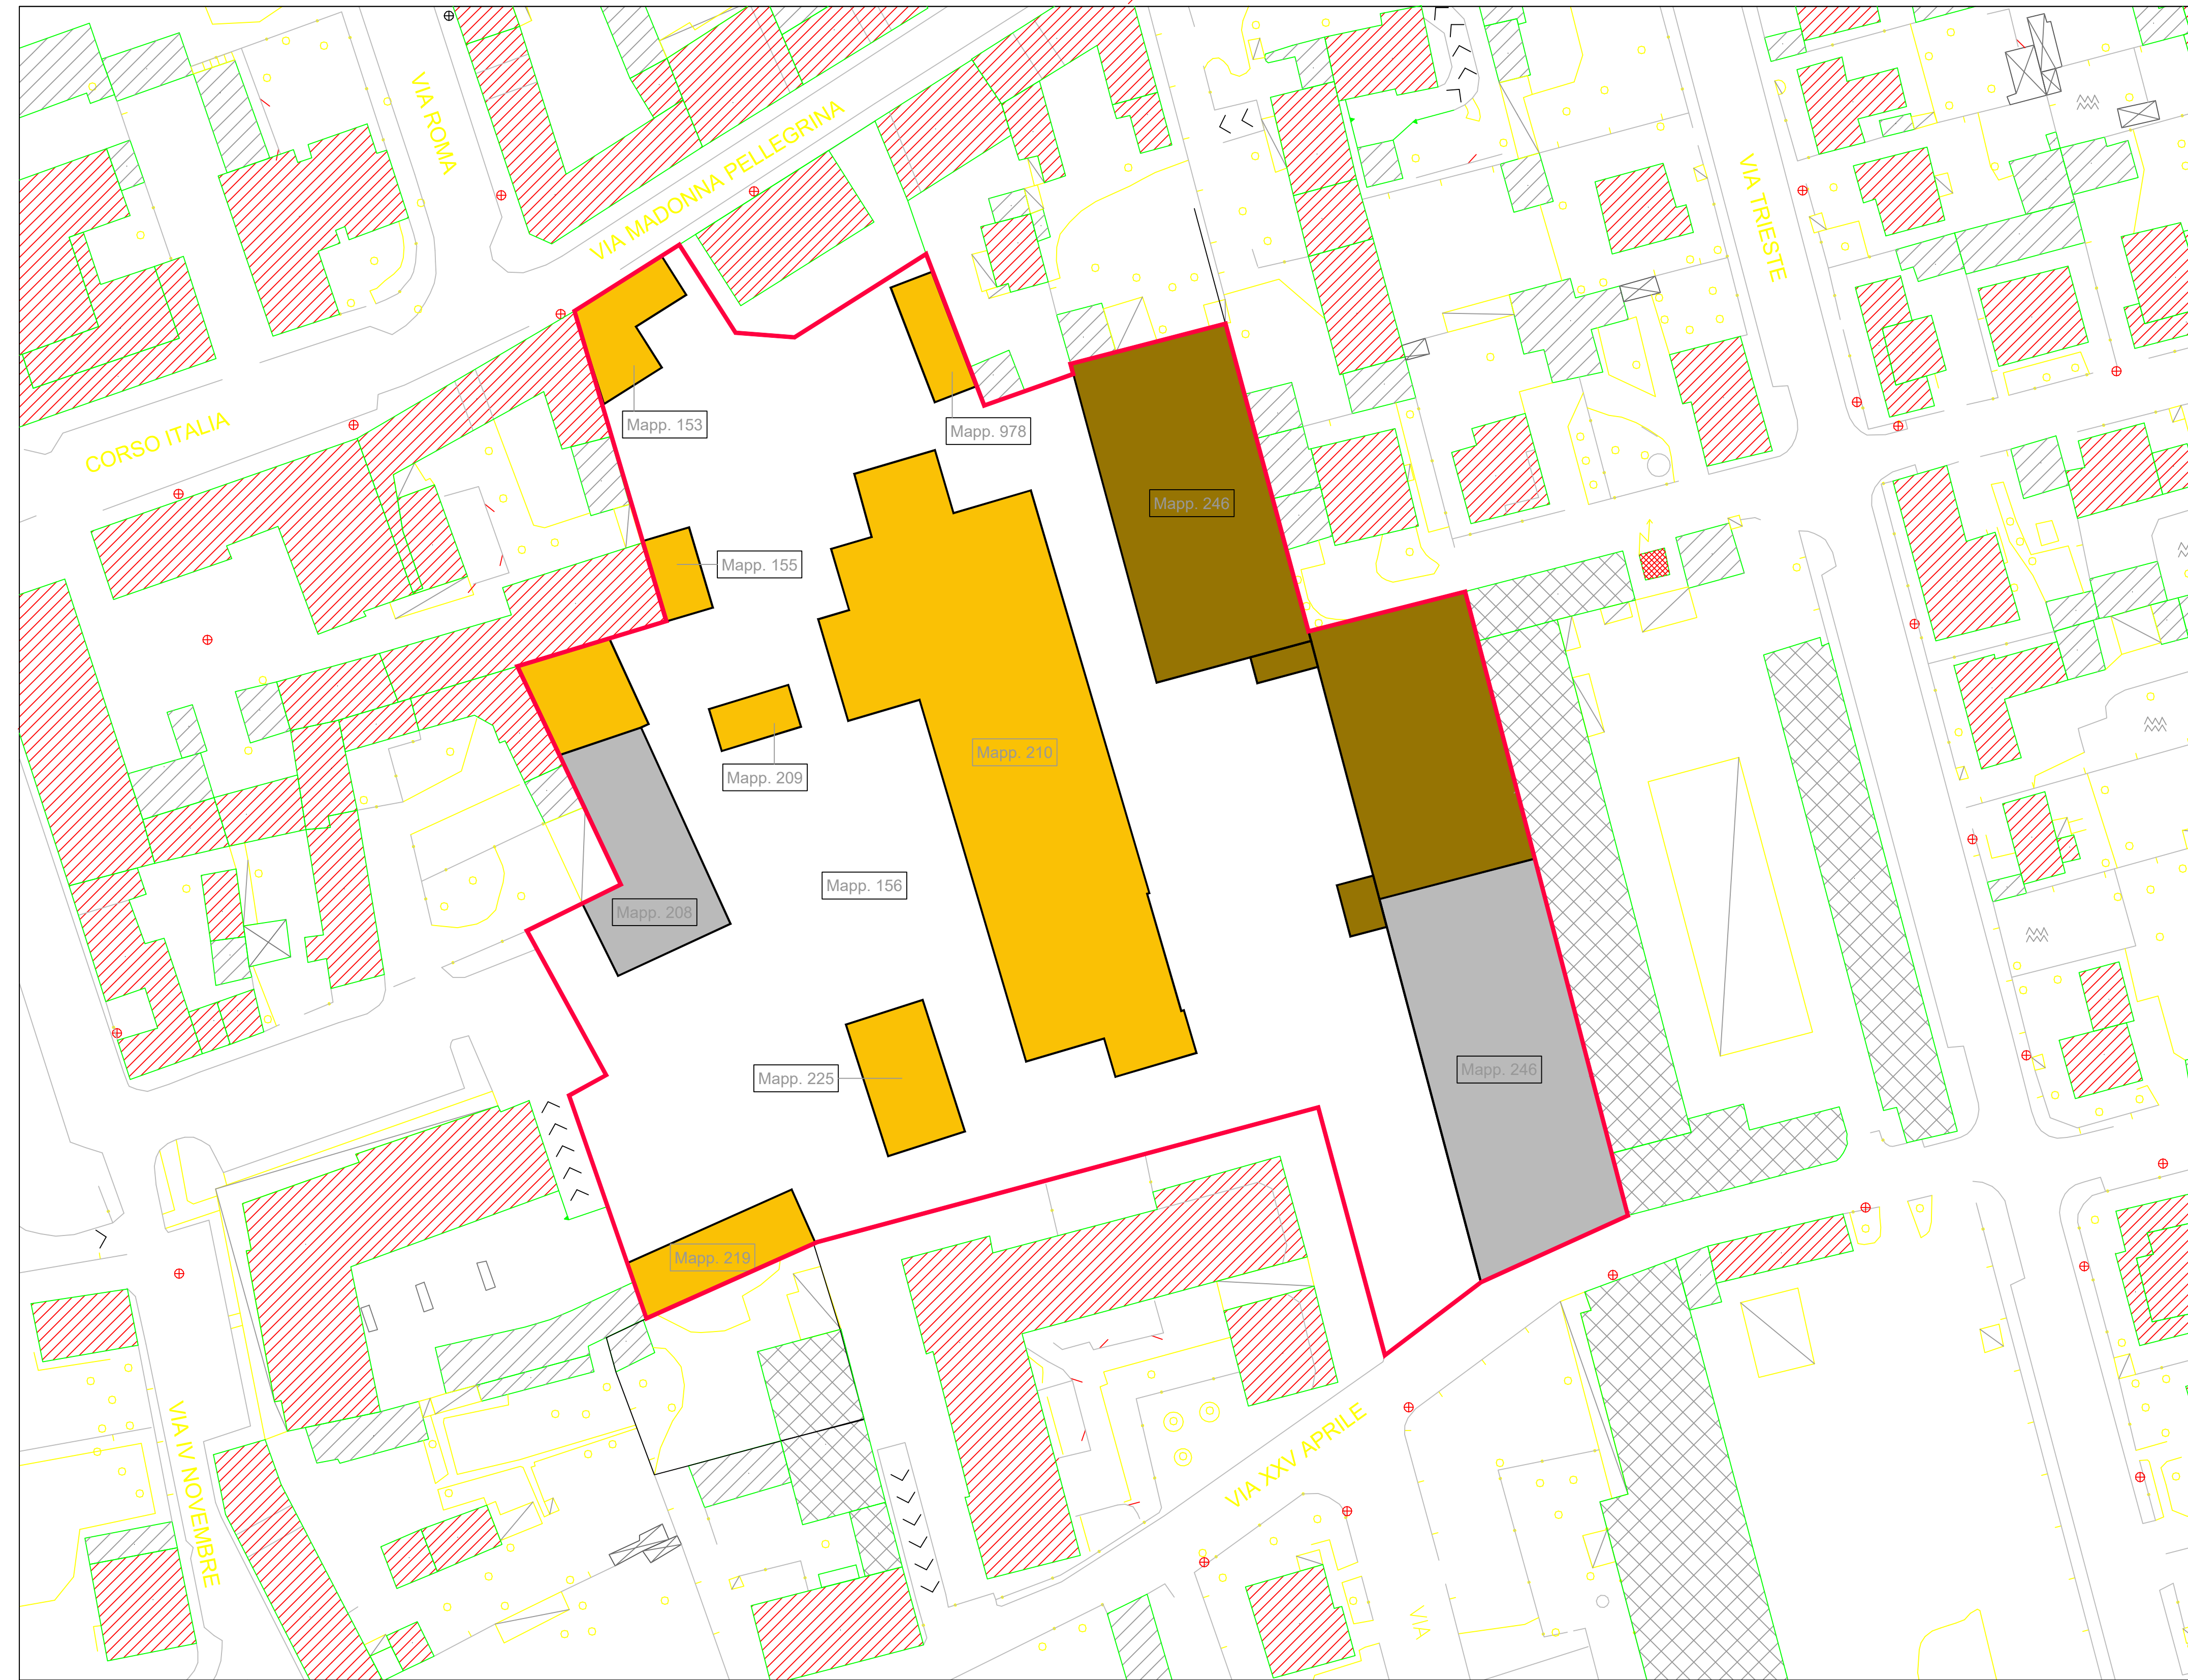 VIA ROMA
VIA MADONNA PELLEGRINA
VIA TRIESTE
CORSO ITALIA
Mapp. 153
Mapp. 978
Mapp. 246
Mapp. 155
Mapp. 210
Mapp. 209
Mapp. 156
Mapp. 208
Mapp. 246
Mapp. 225
Mapp. 219
VIA XXV APRILE
VIA IV NOVEMBRE
VIA